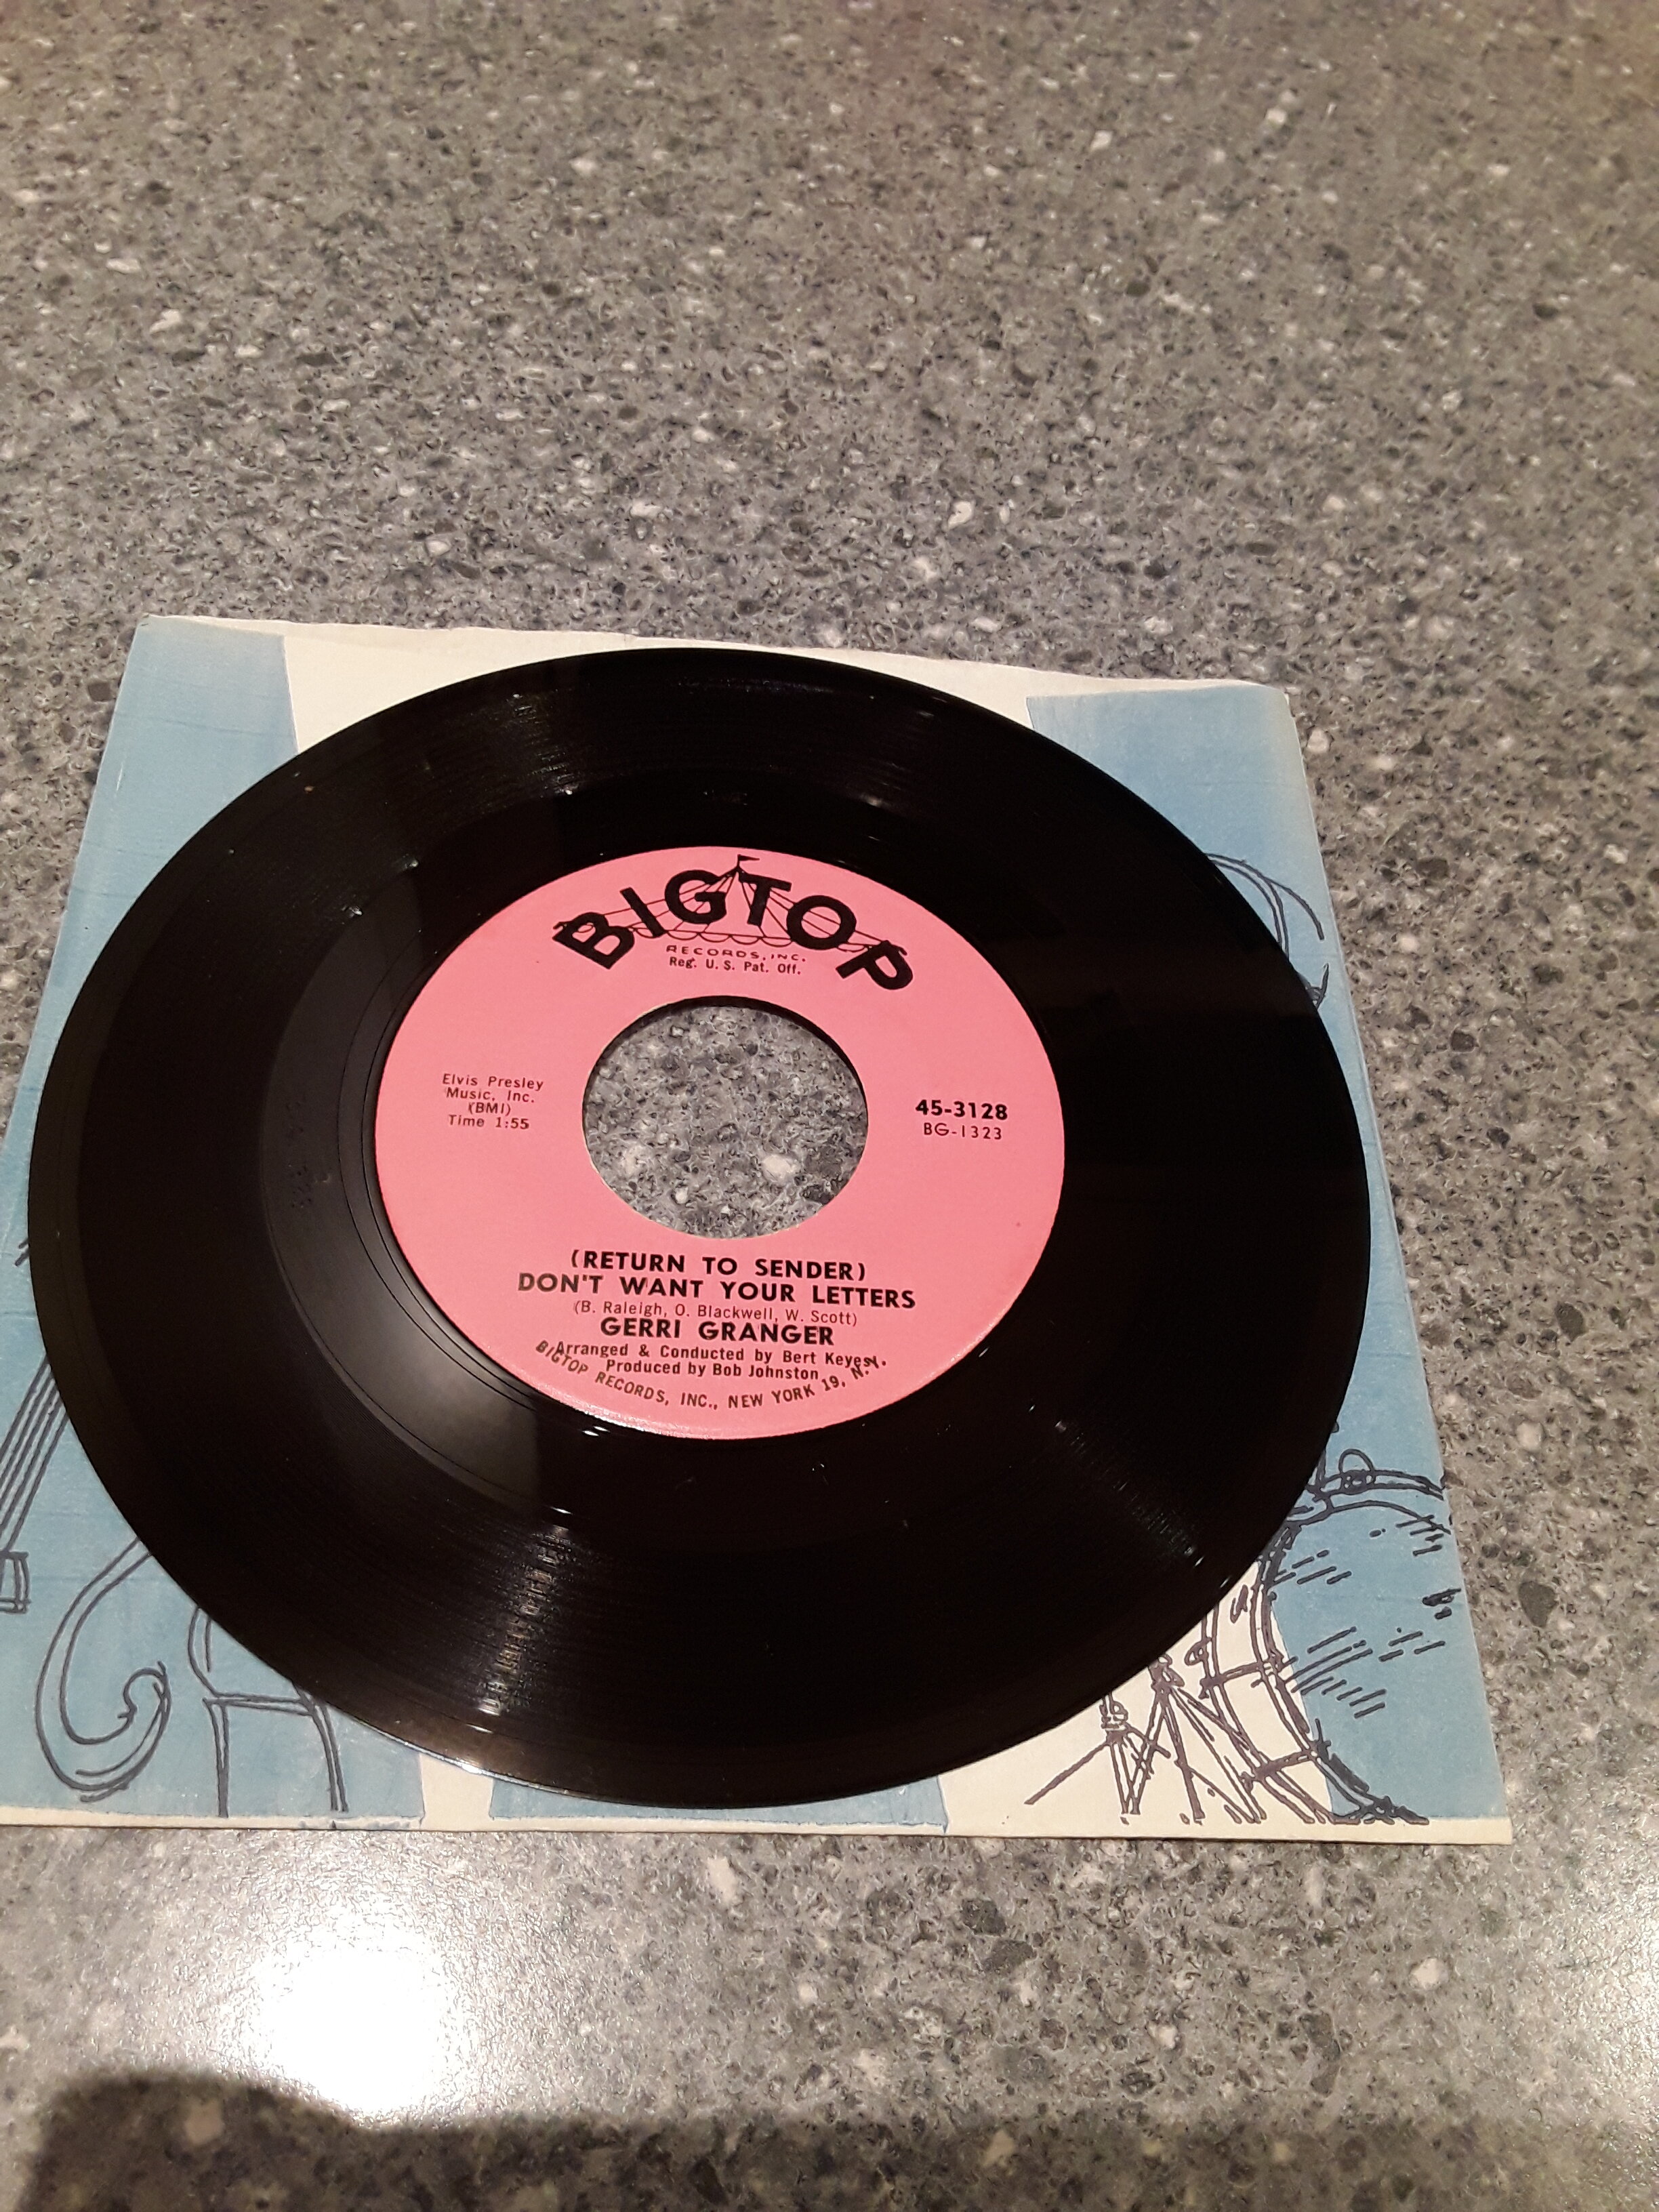 BIGTOP
RECORDS, INC.
Reg. U. S. Pat. Off.
Elvis Presley
Music, Inc.
(BMI)
Time 1:55
45-3128
BG-1323
(RETURN TO SENDER)
DON'T WANT YOUR LETTERS
(B. Raleigh, O. Blackwell, W. Scott)
GERRI GRANGER
Arranged & Conducted by Bert Keyes
Produced by Bob Johnston
BIGTOP RECORDS, INC., NEW YORK 19, N.Y.